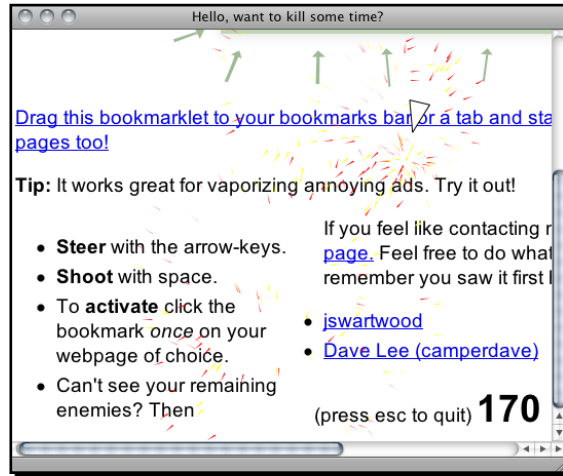 Hello, want to kill some time?
Drag this bookmarklet to your bookmarks bar or a tab and sta
pages too!
Tip: It works great for vaporizing annoying ads. Try it out!
• Steer with the arrow-keys.
• Shoot with space.
• To activate click the
bookmark once on your
webpage of choice.
• Can't see your remaining
enemies? Then
If you feel like contacting
page. Feel free to do what
remember you saw it first
• jswartwood
• Dave Lee (camperdave)
(press esc to quit) 170